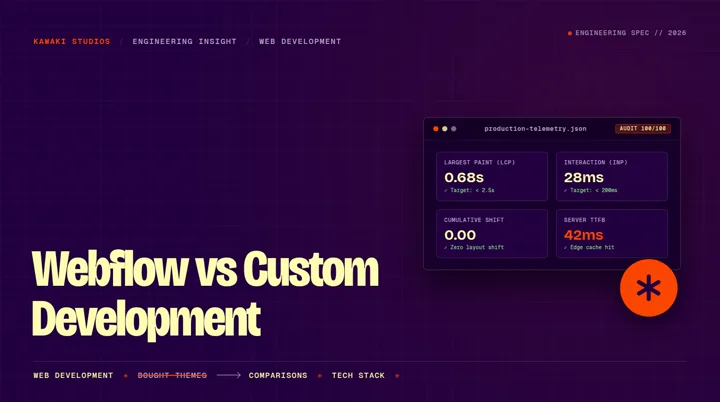 KAWAKI STUDIOS / ENGINEERING INSIGHT / WEB DEVELOPMENT
ENGINEERING SPEC // 2026
production-telemetry.json
AUDIT 100/100
LARGEST PAINT (LCP)
0.68s
✓ Target: < 2.5s
INTERACTION (INP)
28ms
✓ Target: < 200ms
CUMULATIVE SHIFT
0.00
✓ Zero layout shift
SERVER TTFB
42ms
✓ Edge cache hit
Webflow vs Custom
Development
WEB DEVELOPMENT * BOUGHT THEMES → COMPARISONS * TECH STACK *